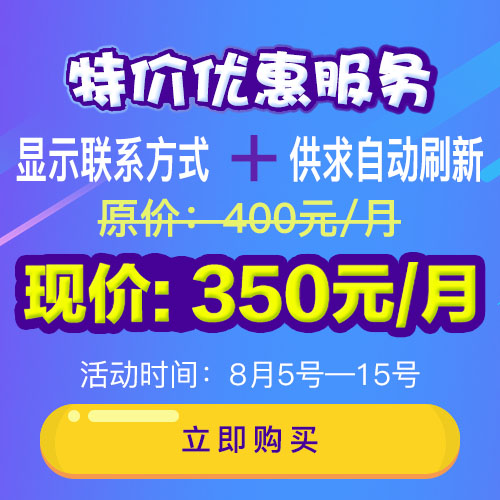 特价优惠服务
显示联系方式 + 供求自动刷新
原价：400元/月
现价: 350元/月
活动时间：8月5号—15号
立即购买